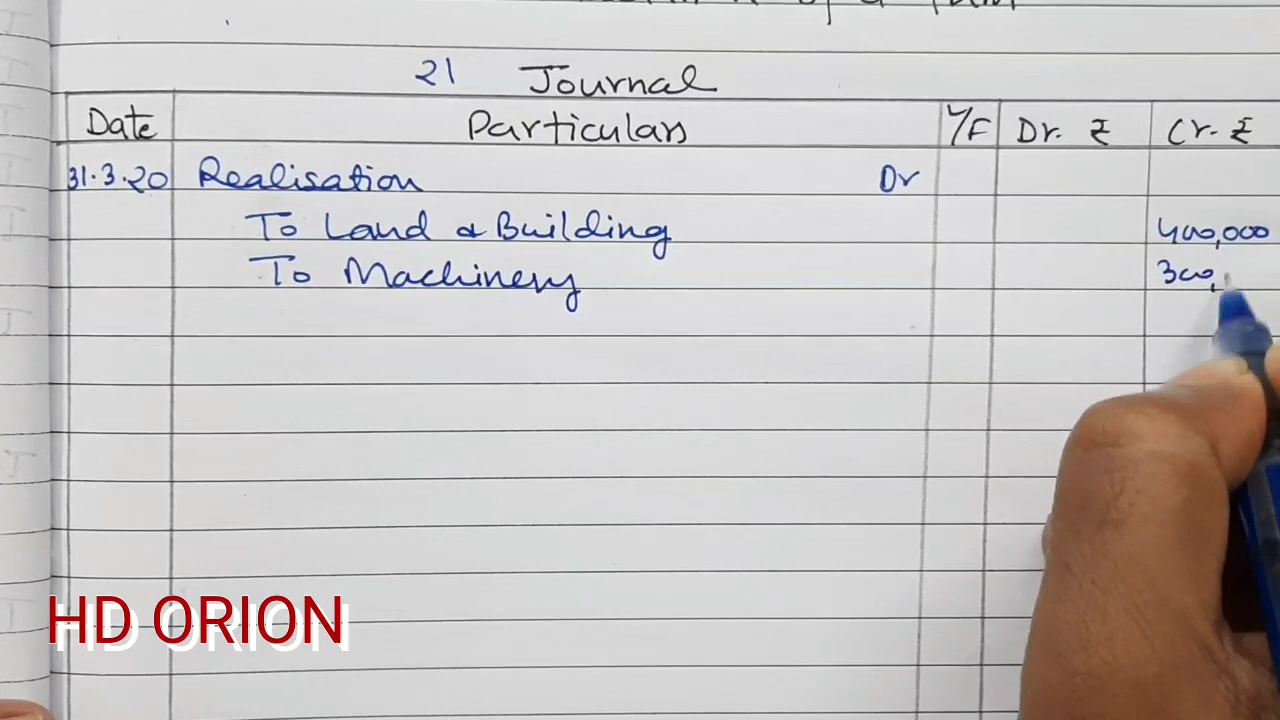 21 Journal
Date Particulars L/F Dr. ₹ Cr. ₹
31.3.20 Realisation Dr
To Land & Building 400,000
To Machinery 300,
HD ORION